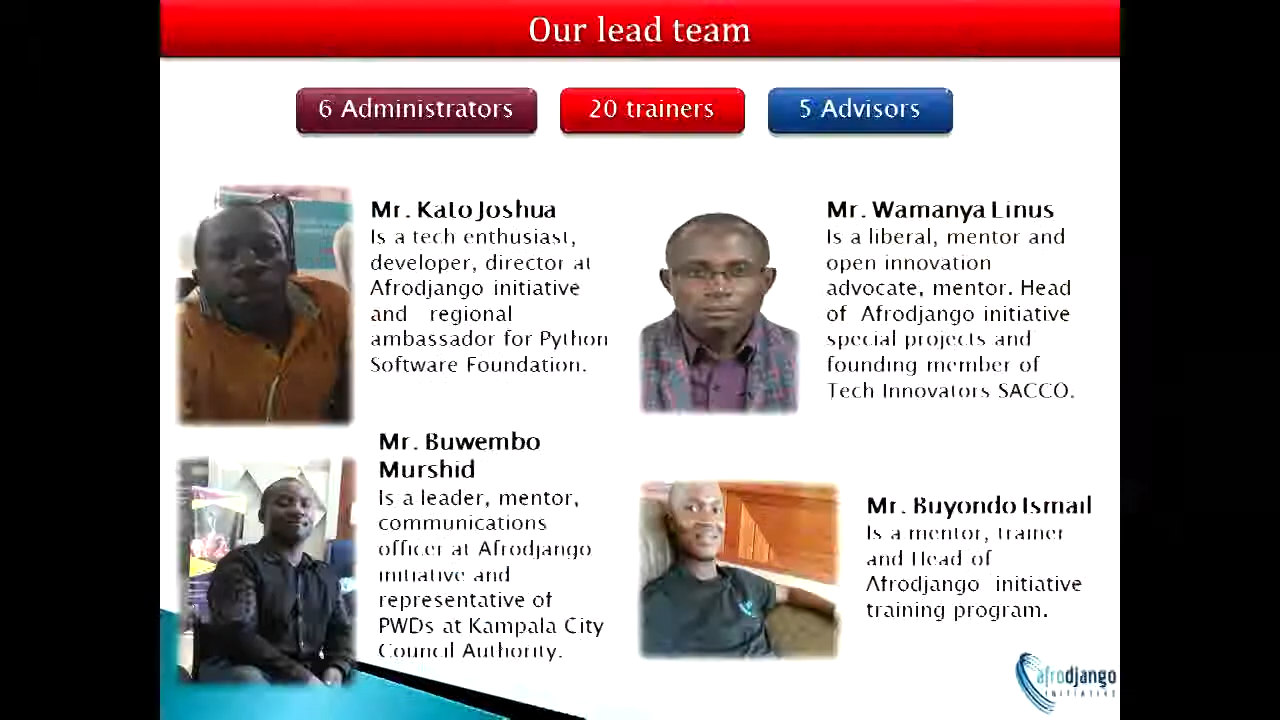 Our lead team
6 Administrators
20 trainers
5 Advisors
Mr. Kato Joshua
Is a tech enthusiast,
developer, director at
Afrodjango initiative
and regional
ambassador for Python
Software Foundation.
Mr. Wamanya Linus
Is a liberal, mentor and
open innovation
advocate, mentor. Head
of Afrodjango initiative
special projects and
founding member of
Tech Innovators SACCO.
Mr. Buwembo
Murshid
Is a leader, mentor,
communications
officer at Afrodjango
initiative and
representative of
PWDs at Kampala City
Council Authority.
Mr. Buyondo Ismail
Is a mentor, trainer
and Head of
Afrodjango initiative
training program.
afrodjango
INITIATIVE